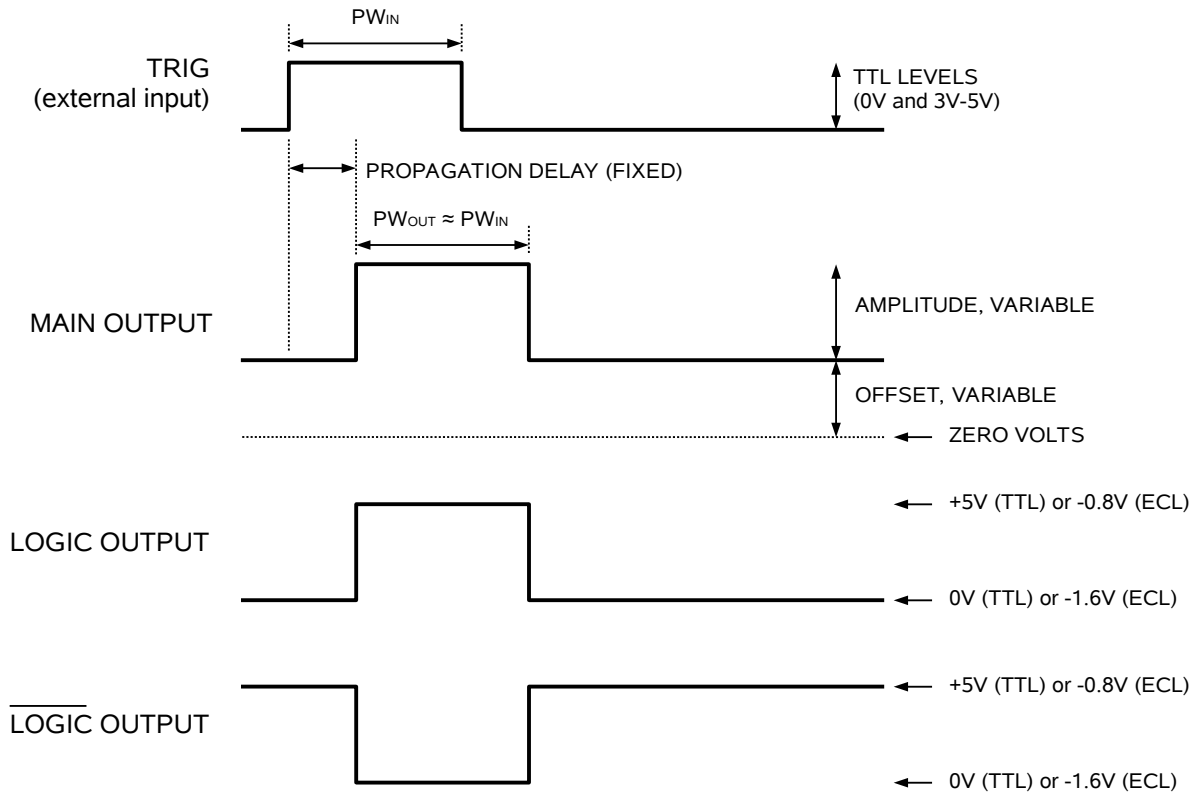 PWIN
TRIG
(external input)
TTL LEVELS
(0V and 3V-5V)
PROPAGATION DELAY (FIXED)
PWOUT ≈ PWIN
MAIN OUTPUT
AMPLITUDE, VARIABLE
OFFSET, VARIABLE
ZERO VOLTS
LOGIC OUTPUT
+5V (TTL) or -0.8V (ECL)
0V (TTL) or -1.6V (ECL)
LOGIC OUTPUT
+5V (TTL) or -0.8V (ECL)
0V (TTL) or -1.6V (ECL)